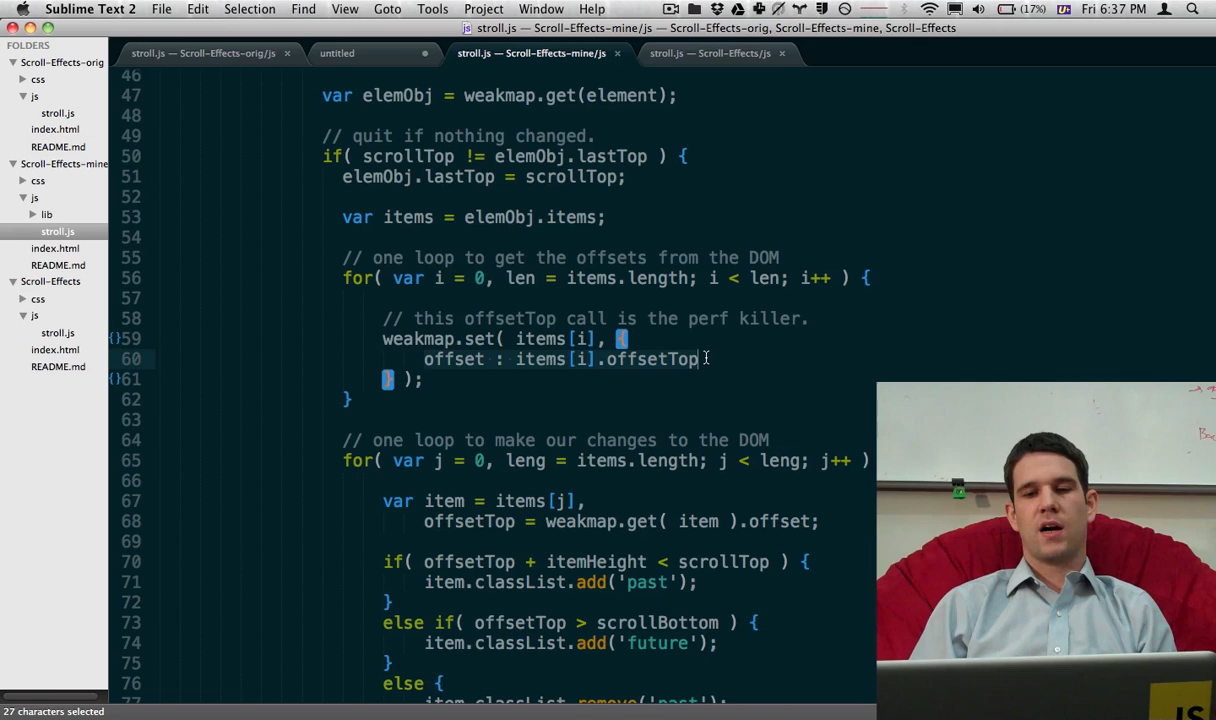 Sublime Text 2 File Edit Selection Find View Goto Tools Project Window Help (17%) Fri 6:37 PM
stroll.js — Scroll-Effects-mine/js — Scroll-Effects-orig, Scroll-Effects-mine, Scroll-Effects
FOLDERS
Scroll-Effects-orig
css
js
stroll.js
index.html
README.md
Scroll-Effects-mine
css
js
lib
stroll.js
index.html
README.md
Scroll-Effects
css
js
stroll.js
index.html
README.md
stroll.js — Scroll-Effects-orig/js untitled stroll.js — Scroll-Effects-mine/js stroll.js — Scroll-Effects/js
46
47 var elemObj = weakmap.get(element);
48
49 // quit if nothing changed.
50 if( scrollTop != elemObj.lastTop ) {
51 elemObj.lastTop = scrollTop;
52
53 var items = elemObj.items;
54
55 // one loop to get the offsets from the DOM
56 for( var i = 0, len = items.length; i < len; i++ ) {
57
58 // this offsetTop call is the perf killer.
59 weakmap.set( items[i], {
60 offset : items[i].offsetTop
61 } );
62 }
63
64 // one loop to make our changes to the DOM
65 for( var j = 0, leng = items.length; j < leng; j++ )
66
67 var item = items[j],
68 offsetTop = weakmap.get( item ).offset;
69
70 if( offsetTop + itemHeight < scrollTop ) {
71 item.classList.add('past');
72 }
73 else if( offsetTop > scrollBottom ) {
74 item.classList.add('future');
75 }
76 else {
77 item.classList.remove('past');
27 characters selected
JS